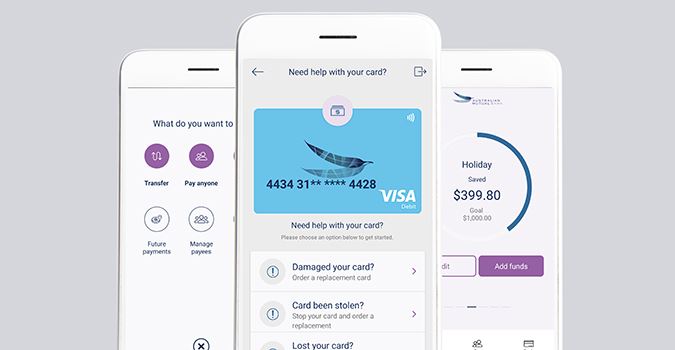 What do you want to
Transfer
Pay anyone
Future
payments
Manage
payees
Need help with your card?
4434 31** **** 4428
VISA
Debit
Need help with your card?
Please choose an option below to get started.
Damaged your card?
Order a replacement card
Card been stolen?
Stop your card and order a
replacement
Lost your card?
AUSTRALIAN
MUTUAL BANK
Holiday
Saved
$399.80
Goal
$1,000.00
dit
Add funds